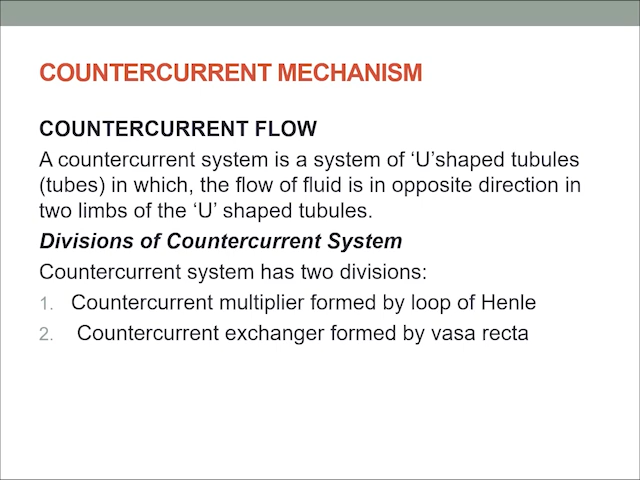 COUNTERCURRENT MECHANISM
COUNTERCURRENT FLOW
A countercurrent system is a system of ‘U’shaped tubules
(tubes) in which, the flow of fluid is in opposite direction in
two limbs of the ‘U’ shaped tubules.
Divisions of Countercurrent System
Countercurrent system has two divisions:
1. Countercurrent multiplier formed by loop of Henle
2. Countercurrent exchanger formed by vasa recta